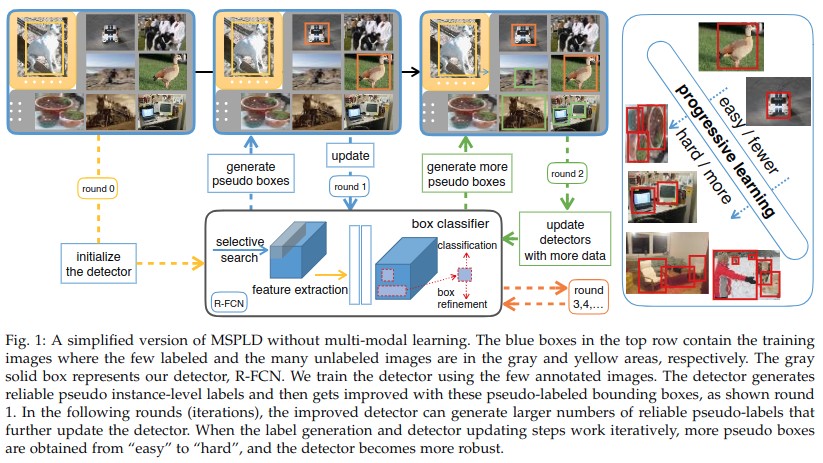 round 0
initialize
the detector
generate
pseudo boxes
update
round 1
generate more
pseudo boxes
round 2
update
detectors
with more data
box classifier
selective
search
feature extraction
classification
box
refinement
R-FCN
round
3,4,...
easy / fewer
progressive learning
hard / more
Fig. 1: A simplified version of MSPLD without multi-modal learning. The blue boxes in the top row contain the training
images where the few labeled and the many unlabeled images are in the gray and yellow areas, respectively. The gray
solid box represents our detector, R-FCN. We train the detector using the few annotated images. The detector generates
reliable pseudo instance-level labels and then gets improved with these pseudo-labeled bounding boxes, as shown round
1. In the following rounds (iterations), the improved detector can generate larger numbers of reliable pseudo-labels that
further update the detector. When the label generation and detector updating steps work iteratively, more pseudo boxes
are obtained from “easy” to “hard”, and the detector becomes more robust.